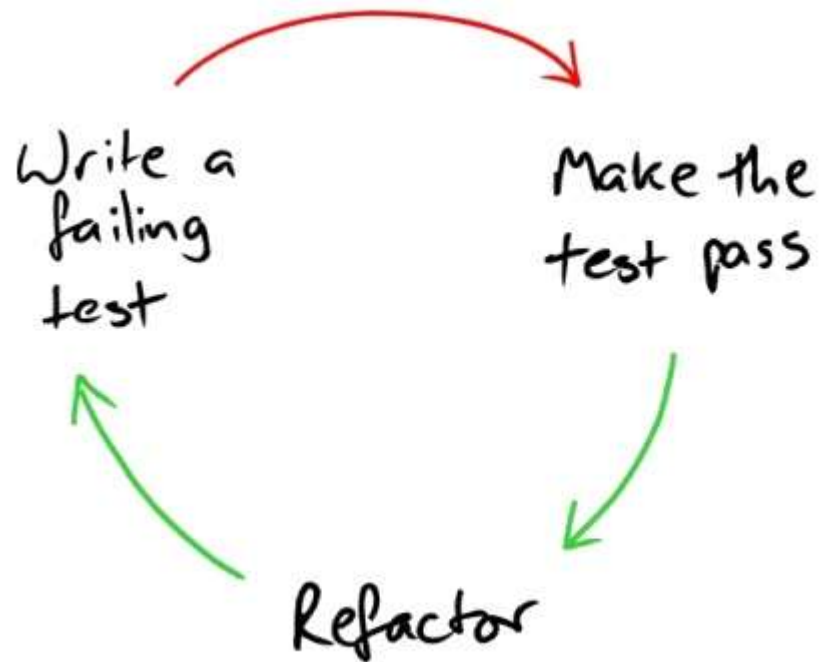 Write a
failing
test
Make the
test pass
Refactor